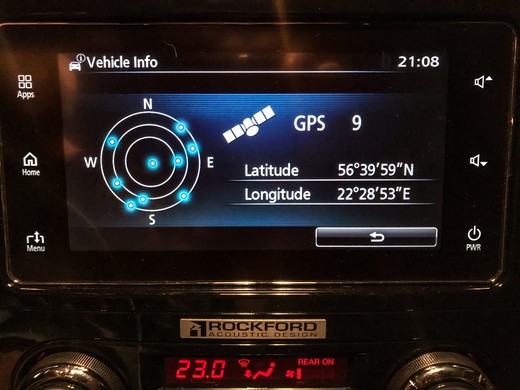 Vehicle Info 21:08
Apps
N
GPS 9
W E
Home
Latitude 56°39'59"N
Longitude 22°28'53"E
S
Menu
PWR
ROCKFORD
ACOUSTIC DESIGN
23.0 REAR ON